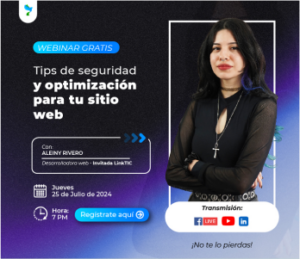 WEBINAR GRATIS
Tips de seguridad
y optimización
para tu sitio
web
Con:
ALEINY RIVERO
Desarrolladora web - Invitada LinkTIC
Jueves
25 de Julio de 2024
Hora:
7 PM
Regístrate aquí
Transmisión:
LIVE
¡No te lo pierdas!